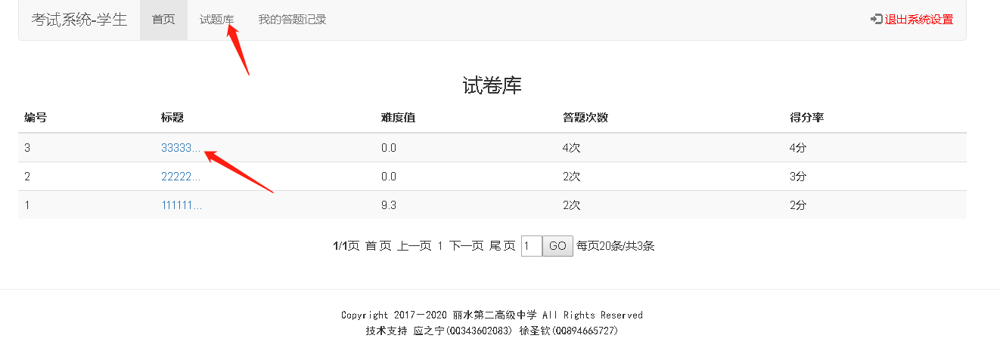 考试系统-学生 首页 试题库 我的答题记录 退出系统设置
试卷库
编号 标题 难度值 答题次数 得分率
3 33333... 0.0 4次 4分
2 22222... 0.0 2次 3分
1 111111... 9.3 2次 2分
1/1页 首页 上一页 1 下一页 尾页 1 GO 每页20条/共3条
Copyright 2017-2020 丽水第二高级中学 All Rights Reserved
技术支持 应之宁(QQ343602083) 徐圣钦(QQ894665727)